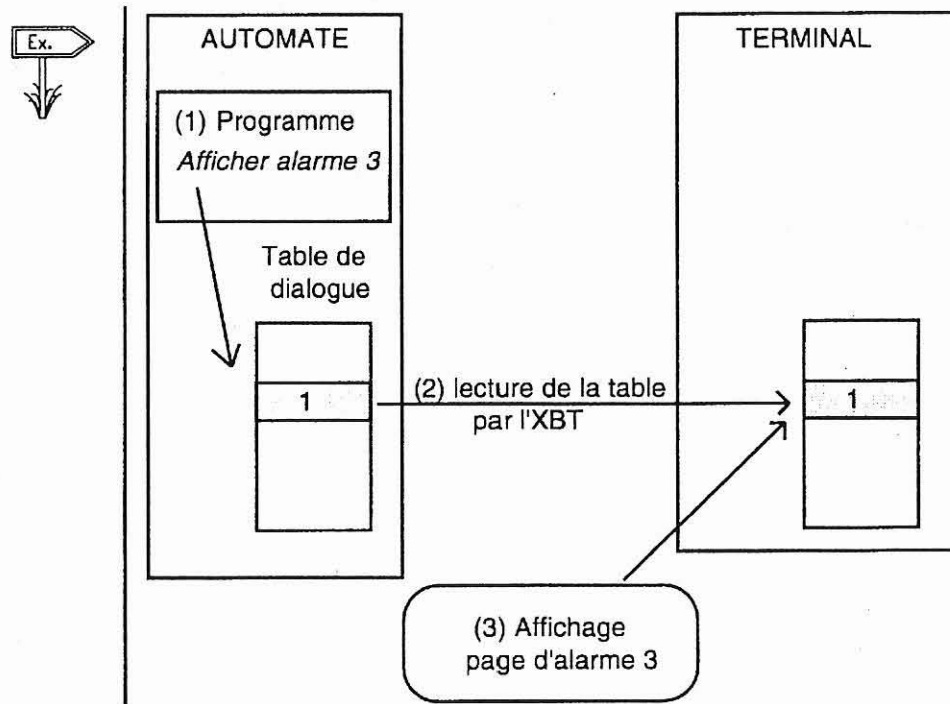 Ex.
AUTOMATE
TERMINAL
(1) Programme
Afficher alarme 3
Table de
dialogue
1
(2) lecture de la table
par l'XBT
1
(3) Affichage
page d'alarme 3